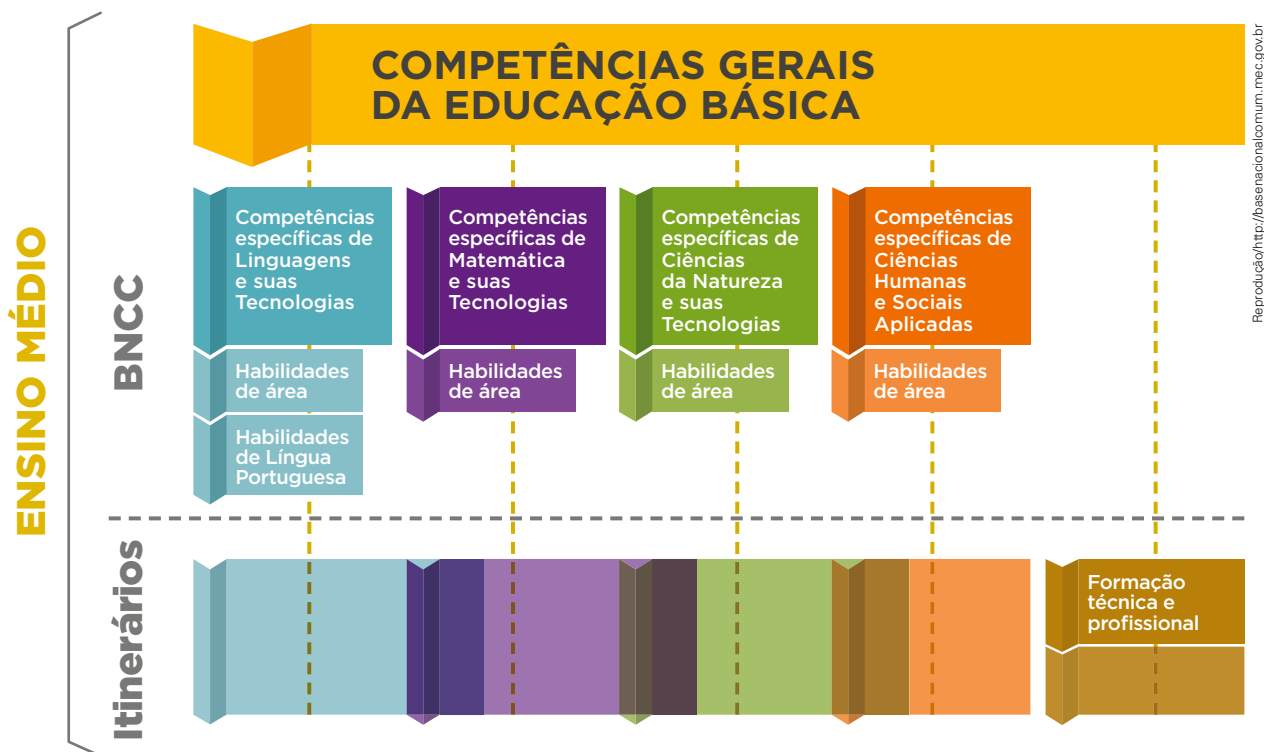 COMPETÊNCIAS GERAIS
DA EDUCAÇÃO BÁSICA
Reprodução/http://basenacionalcomum.mec.gov.br
ENSINO MÉDIO
BNCC
Competências
específicas de
Linguagens
e suas
Tecnologias
Habilidades
de área
Habilidades
de Língua
Portuguesa
Competências
específicas de
Matemática
e suas
Tecnologias
Habilidades
de área
Competências
específicas de
Ciências
da Natureza
e suas
Tecnologias
Habilidades
de área
Competências
específicas de
Ciências
Humanas
e Sociais
Aplicadas
Habilidades
de área
Itinerários
Formação
técnica e
profissional